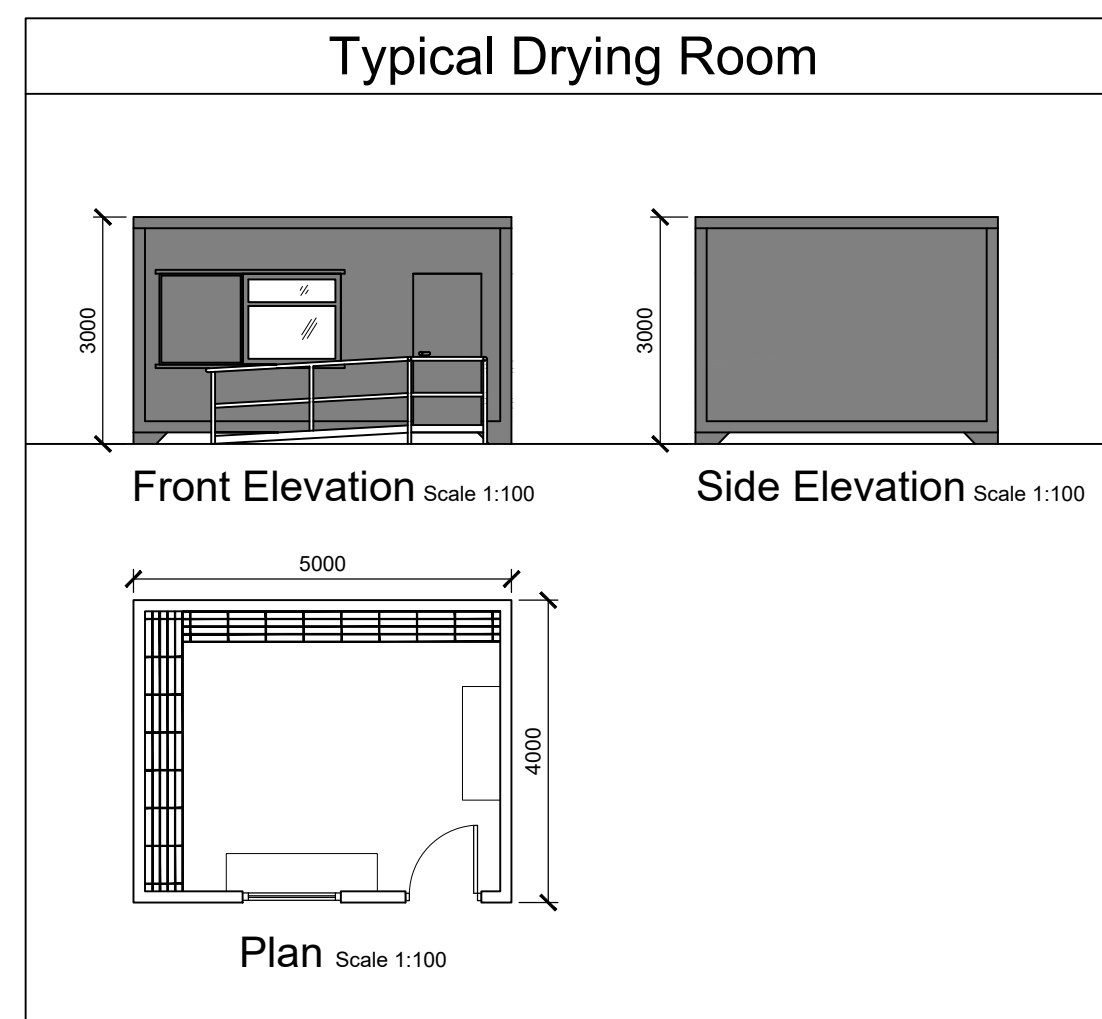 Typical Drying Room
3000
3000
Front Elevation Scale 1:100
Side Elevation Scale 1:100
5000
4000
Plan Scale 1:100